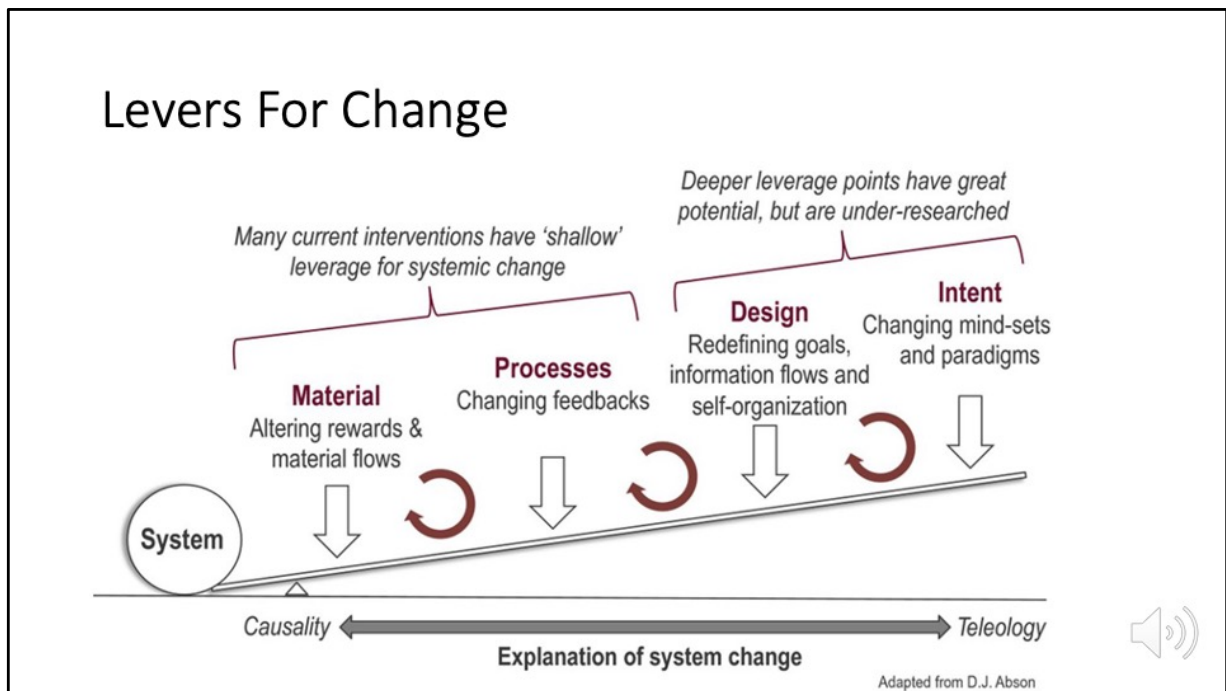 Levers For Change
Many current interventions have ‘shallow’
leverage for systemic change
Deeper leverage points have great
potential, but are under-researched
Material
Altering rewards &
material flows
Processes
Changing feedbacks
Design
Redefining goals,
information flows and
self-organization
Intent
Changing mind-sets
and paradigms
System
Causality
Teleology
Explanation of system change
Adapted from D.J. Abson